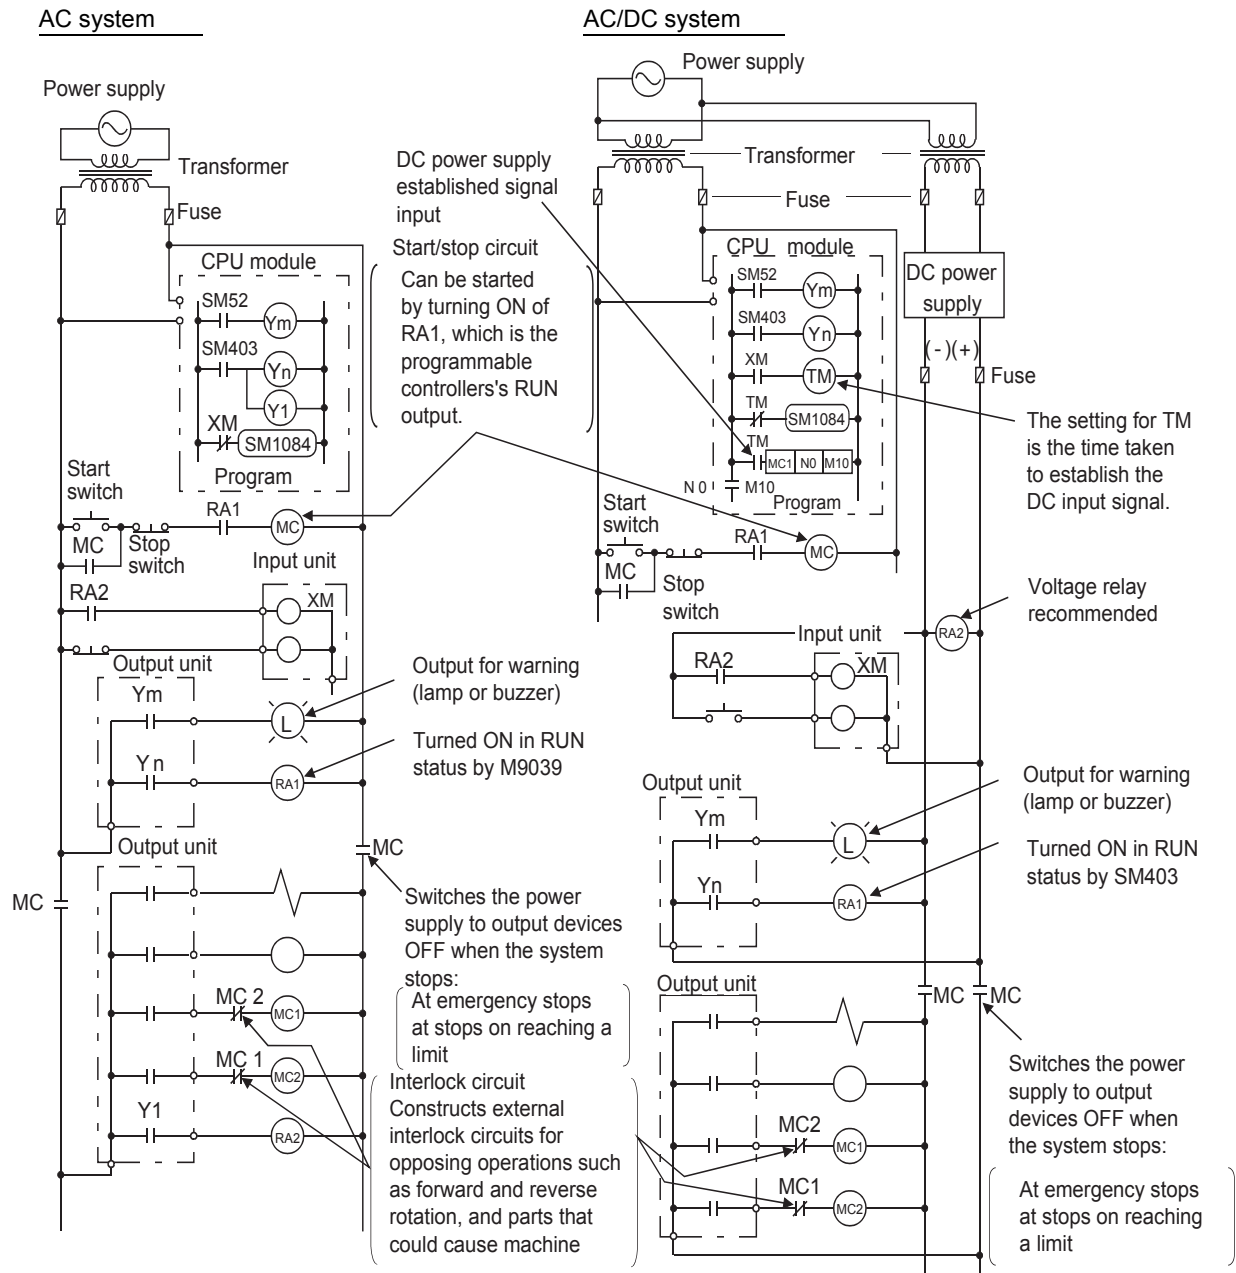 AC system
Power supply
Transformer
Fuse
CPU module
SM52
Ym
SM403
Yn
Y1
XM
SM1084
Program
Start
switch
MC
Stop
switch
RA1
MC
Input unit
RA2
XM
Output unit
Ym
L
Yn
RA1
Output unit
MC
MC
MC 2
MC1
MC 1
MC2
Y1
RA2
Start/stop circuit
Can be started
by turning ON of
RA1, which is the
programmable
controllers's RUN
output.
Output for warning
(lamp or buzzer)
Turned ON in RUN
status by M9039
Switches the power
supply to output devices
OFF when the system
stops:
At emergency stops
at stops on reaching a
limit
Interlock circuit
Constructs external
interlock circuits for
opposing operations such
as forward and reverse
rotation, and parts that
could cause machine
AC/DC system
Power supply
Transformer
Fuse
DC power supply
established signal
input
CPU module
SM52
Ym
SM403
Yn
XM
TM
TM
SM1084
TM
MC1 N0 M10
N 0
M10
Program
DC power
supply
(-)(+)
Fuse
The setting for TM
is the time taken
to establish the
DC input signal.
Start
switch
MC
Stop
switch
RA1
MC
Voltage relay
recommended
RA2
Input unit
RA2
XM
Output unit
Ym
L
Yn
RA1
Output for warning
(lamp or buzzer)
Turned ON in RUN
status by SM403
Output unit
MC
MC
MC2
MC1
MC1
MC2
Switches the power
supply to output
devices OFF when
the system stops:
At emergency stops
at stops on reaching
a limit